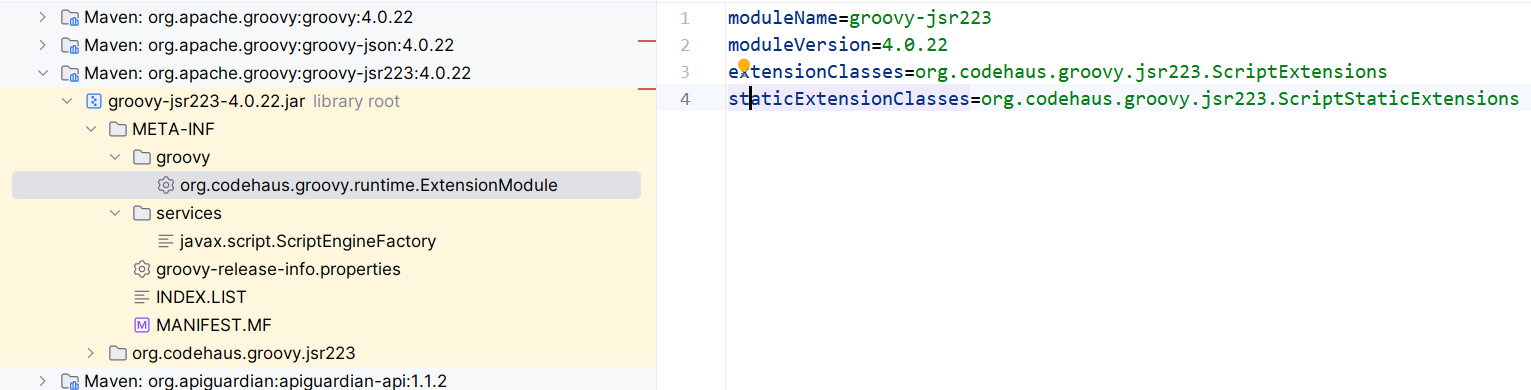 Maven: org.apache.groovy:groovy:4.0.22
Maven: org.apache.groovy:groovy-json:4.0.22
Maven: org.apache.groovy:groovy-jsr223:4.0.22
groovy-jsr223-4.0.22.jar library root
META-INF
groovy
org.codehaus.groovy.runtime.ExtensionModule
services
javax.script.ScriptEngineFactory
groovy-release-info.properties
INDEX.LIST
MANIFEST.MF
org.codehaus.groovy.jsr223
Maven: org.apiguardian:apiguardian-api:1.1.2
1 moduleName=groovy-jsr223
2 moduleVersion=4.0.22
3 extensionClasses=org.codehaus.groovy.jsr223.ScriptExtensions
4 staticExtensionClasses=org.codehaus.groovy.jsr223.ScriptStaticExtensions